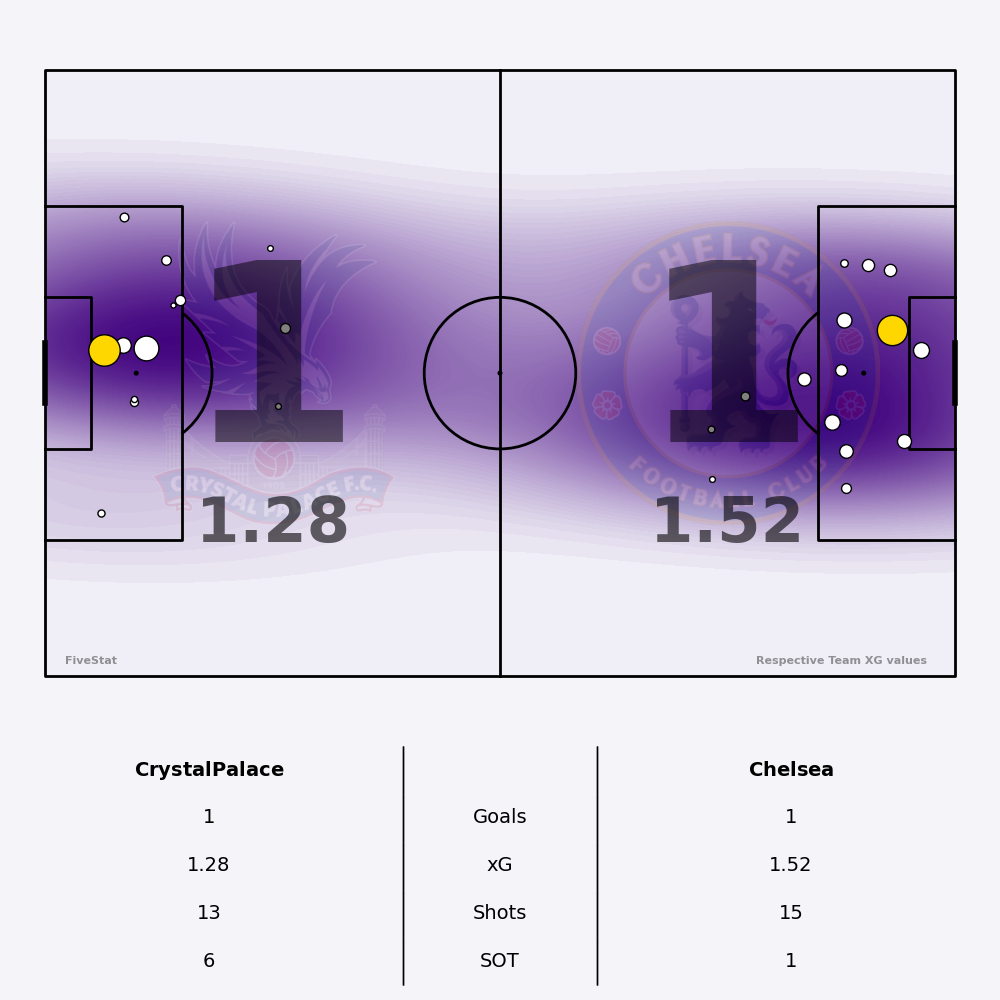 CHELSEA
FOOTBALL CLUB
CRYSTAL PALACE F.C.
1 1
1.28 1.52
FiveStat Respective Team XG values
CrystalPalace Chelsea
1 Goals 1
1.28 xG 1.52
13 Shots 15
6 SOT 1